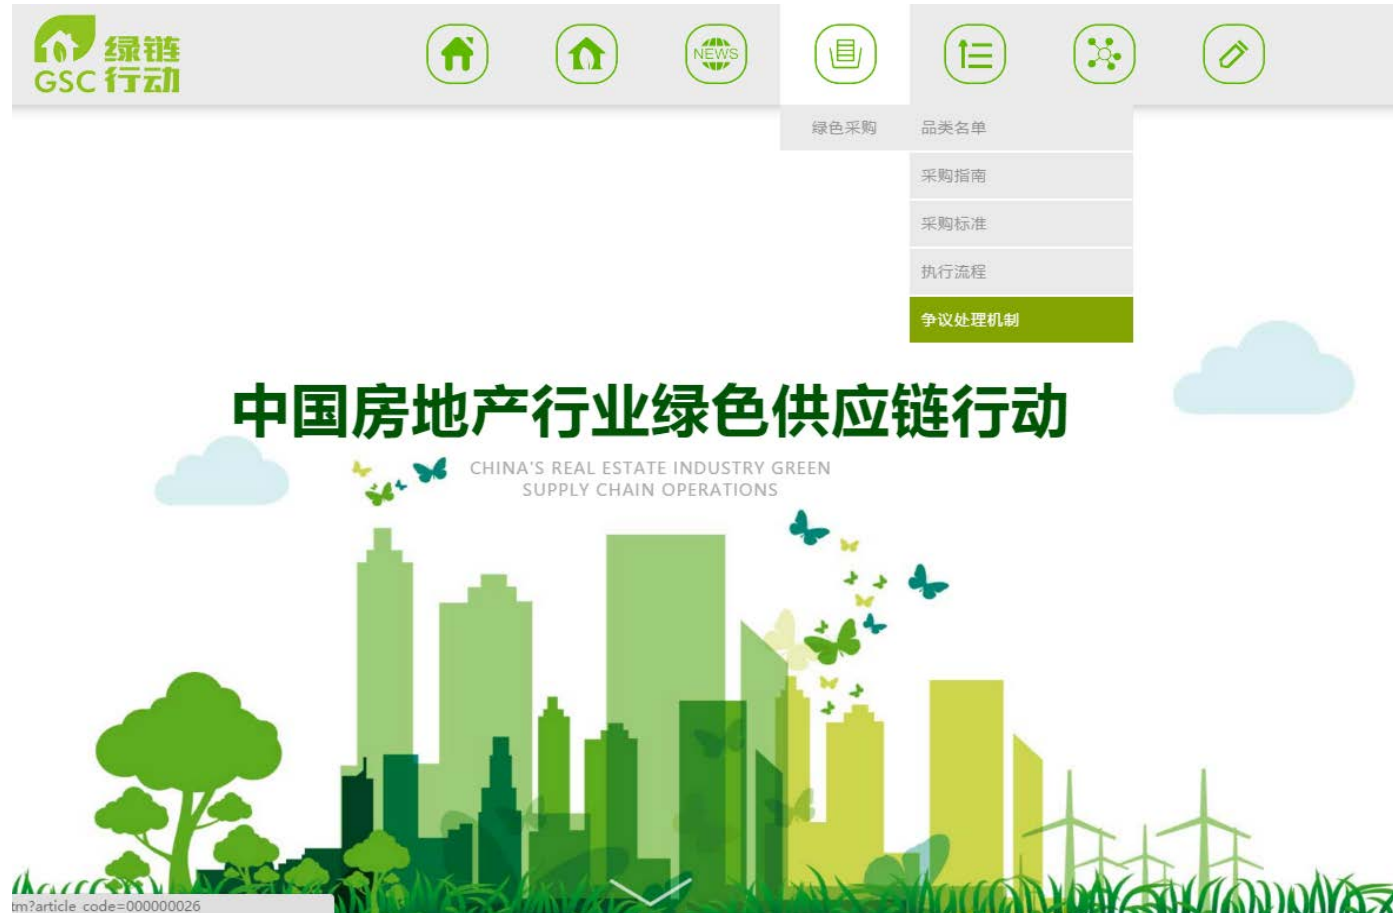 绿链
GSC 行动
NEWS
绿色采购
品类名单
采购指南
采购标准
执行流程
争议处理机制
中国房地产行业绿色供应链行动
CHINA'S REAL ESTATE INDUSTRY GREEN
SUPPLY CHAIN OPERATIONS
tm?article_code=000000026